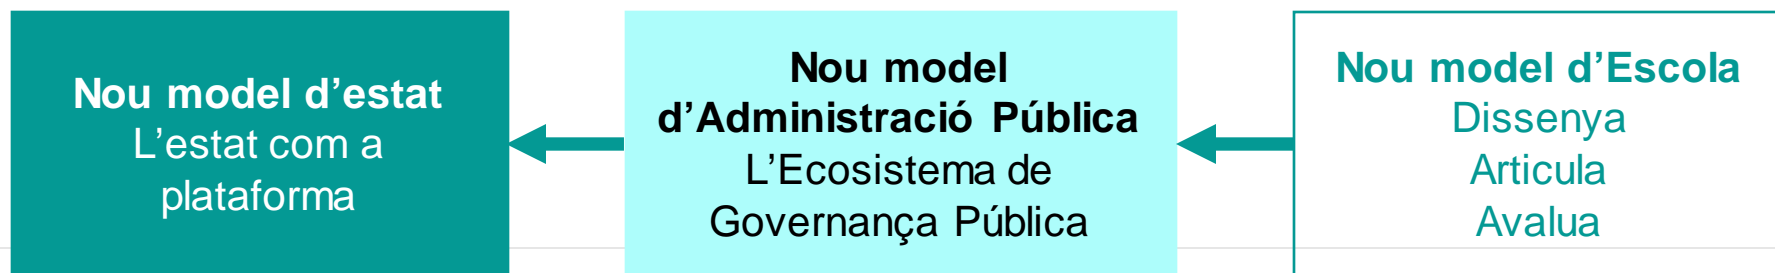 Nou model d’estat
L’estat com a
plataforma
Nou model
d’Administració Pública
L’Ecosistema de
Governança Pública
Nou model d’Escola
Dissenya
Articula
Avalua